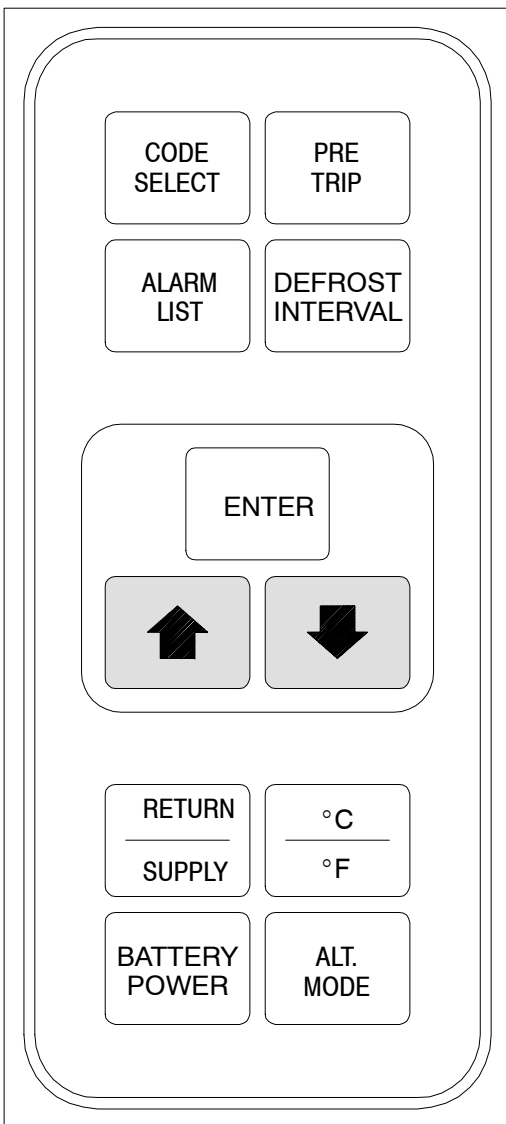 CODE
SELECT
PRE
TRIP
ALARM
LIST
DEFROST
INTERVAL
ENTER
RETURN
SUPPLY
°C
°F
BATTERY
POWER
ALT.
MODE